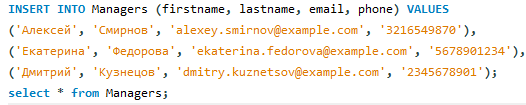 INSERT INTO Managers (firstname, lastname, email, phone) VALUES
('Алексей', 'Смирнов', 'alexey.smirnov@example.com', '3216549870'),
('Екатерина', 'Федорова', 'ekaterina.fedorova@example.com', '5678901234'),
('Дмитрий', 'Кузнецов', 'dmitry.kuznetsov@example.com', '2345678901');
select * from Managers;